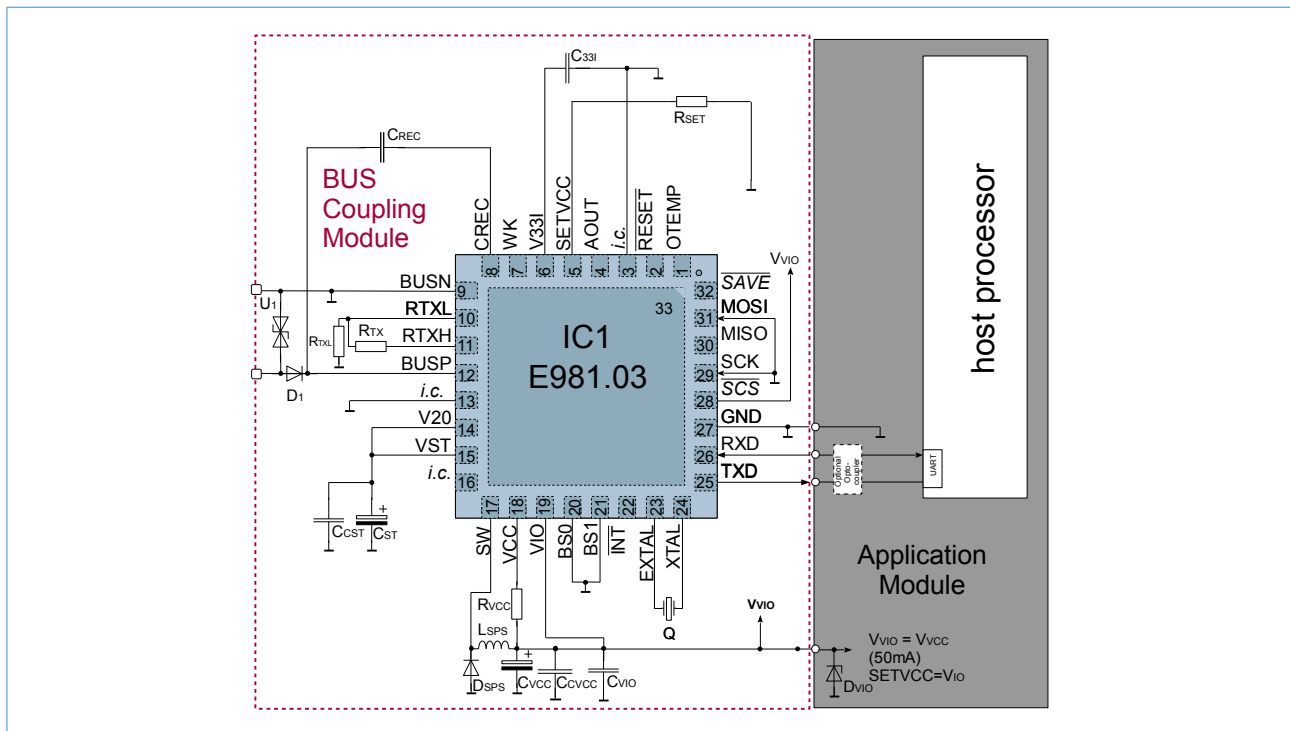 C33I
RSET
CREC
BUS
Coupling
Module
host processor
CREC
WK
V33I
SETVCC
AOUT
i.c.
RESET
OTEMP
8
7
6
5
4
3
2
1
VVIO
BUSN
9
32
SAVE
U1
RTXL
10
33
31
MOSI
RTXL
RTX
RTXH
11
IC1
30
MISO
BUSP
12
E981.03
29
SCK
D1
i.c.
13
28
SCS
V20
14
27
GND
VST
15
26
RXD
i.c.
16
25
TXD
Optional
Opto-
coupler
UART
17
18
19
20
21
22
23
24
SW
VCC
VIO
BS0
BS1
INT
EXTAL
XTAL
CCST
CST
+
Application
Module
RVCC
LSPS
Q
VVIO
+
DSPS
CVCC
CCVCC
CVIO
VVIO = VVCC
(50mA)
SETVCC=VIO
DVIO